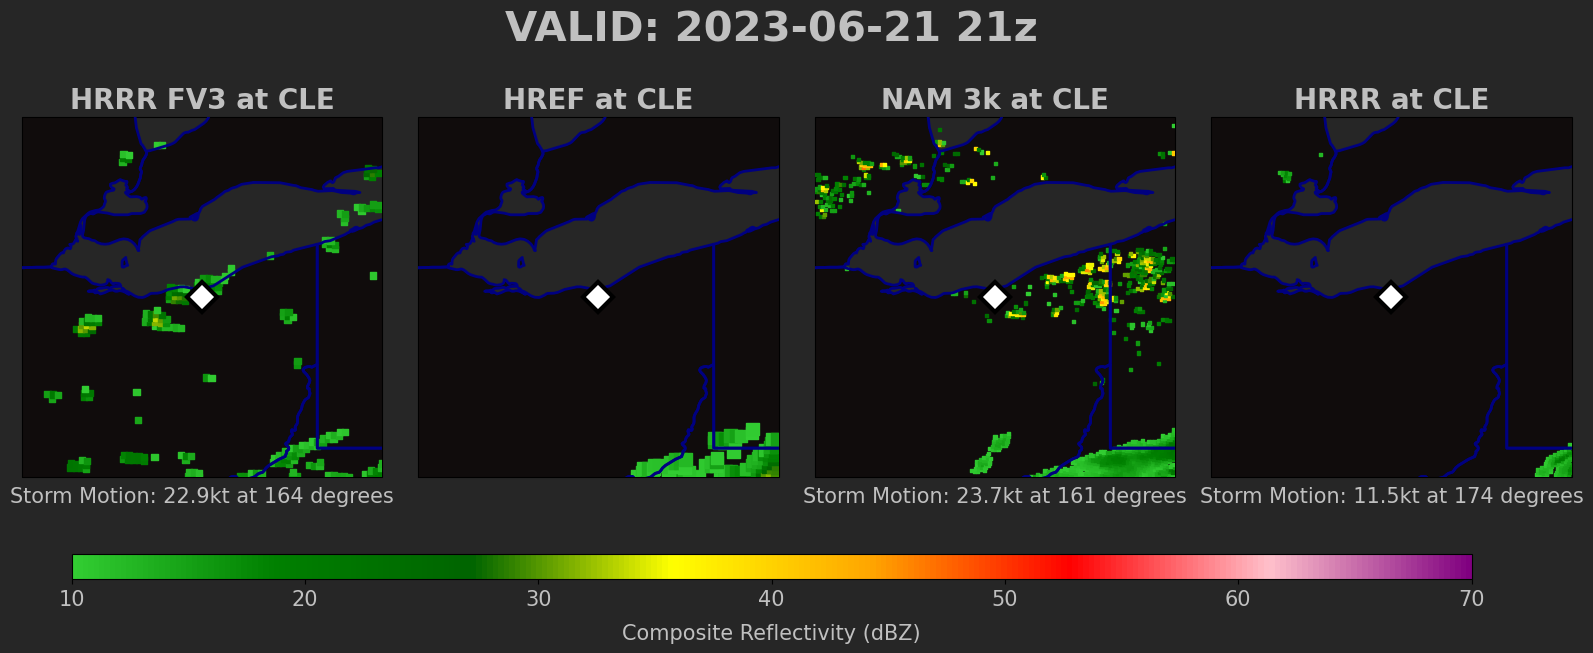 VALID: 2023-06-21 21z
HRRR FV3 at CLE
HREF at CLE
NAM 3k at CLE
HRRR at CLE
Storm Motion: 22.9kt at 164 degrees
Storm Motion: 23.7kt at 161 degrees
Storm Motion: 11.5kt at 174 degrees
10 20 30 40 50 60 70
Composite Reflectivity (dBZ)